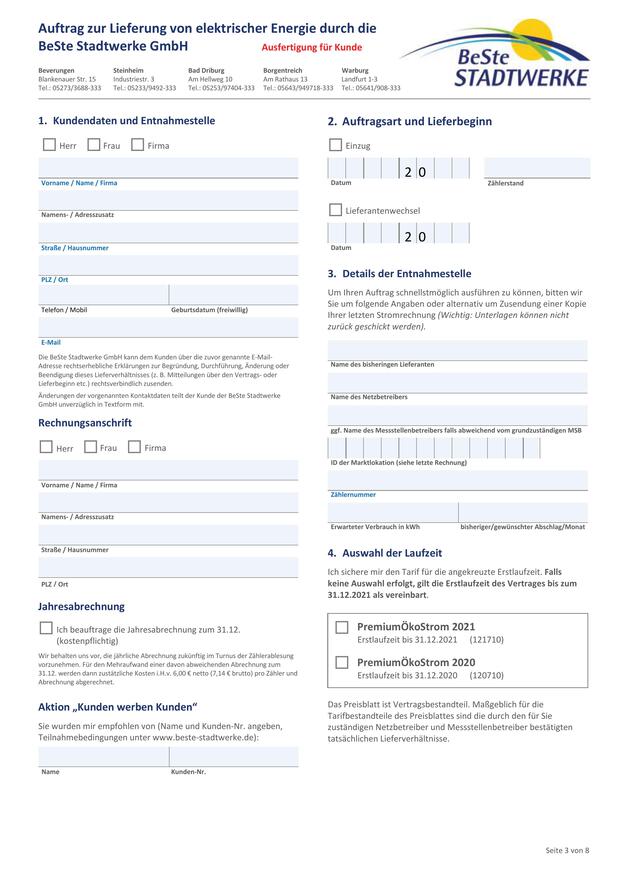 Auftrag zur Lieferung von elektrischer Energie durch die
BeSte Stadtwerke GmbH
Ausfertigung für Kunde
BeSte
STADTWERKE
Beverungen
Blankenauer Str. 15
Tel.: 05273/3688-333
Steinheim
Industriestr. 3
Tel.: 05233/9492-333
Bad Driburg
Am Hellweg 10
Tel.: 05253/97404-333
Borgentreich
Am Rathaus 13
Tel.: 05643/949718-333
Warburg
Landfurt 1-3
Tel.: 05641/908-333
1. Kundendaten und Entnahmestelle
Herr Frau Firma
Vorname / Name / Firma
Namens- / Adresszusatz
Straße / Hausnummer
PLZ / Ort
Telefon / Mobil Geburtsdatum (freiwillig)
E-Mail
Die BeSte Stadtwerke GmbH kann dem Kunden über die zuvor genannte E-Mail-
Adresse rechtserhebliche Erklärungen zur Begründung, Durchführung, Änderung oder
Beendigung dieses Lieferverhältnisses (z. B. Mitteilungen über den Vertrags- oder
Lieferbeginn etc.) rechtsverbindlich zusenden.
Änderungen der vorgenannten Kontaktdaten teilt der Kunde der BeSte Stadtwerke
GmbH unverzüglich in Textform mit.
Rechnungsanschrift
Herr Frau Firma
Vorname / Name / Firma
Namens- / Adresszusatz
Straße / Hausnummer
PLZ / Ort
Jahresabrechnung
Ich beauftrage die Jahresabrechnung zum 31.12.
(kostenpflichtig)
Wir behalten uns vor, die jährliche Abrechnung zukünftig im Turnus der Zählerablesung
vorzunehmen. Für den Mehraufwand einer davon abweichenden Abrechnung zum
31.12. werden dann zusätzliche Kosten i.H.v. 6,00 € netto (7,14 € brutto) pro Zähler und
Abrechnung abgerechnet.
Aktion „Kunden werben Kunden“
Sie wurden mir empfohlen von (Name und Kunden-Nr. angeben,
Teilnahmebedingungen unter www.beste-stadtwerke.de):
Name Kunden-Nr.
2. Auftragsart und Lieferbeginn
Einzug
2 0
Datum Zählerstand
Lieferantenwechsel
2 0
Datum
3. Details der Entnahmestelle
Um Ihren Auftrag schnellstmöglich ausführen zu können, bitten wir
Sie um folgende Angaben oder alternativ um Zusendung einer Kopie
Ihrer letzten Stromrechnung (Wichtig: Unterlagen können nicht
zurück geschickt werden).
Name des bisheringen Lieferanten
Name des Netzbetreibers
ggf. Name des Messstellenbetreibers falls abweichend vom grundzuständigen MSB
ID der Marktlokation (siehe letzte Rechnung)
Zählernummer
Erwarteter Verbrauch in kWh bisheriger/gewünschter Abschlag/Monat
4. Auswahl der Laufzeit
Ich sichere mir den Tarif für die angekreuzte Erstlaufzeit. Falls
keine Auswahl erfolgt, gilt die Erstlaufzeit des Vertrages bis zum
31.12.2021 als vereinbart.
PremiumÖkoStrom 2021
Erstlaufzeit bis 31.12.2021 (121710)
PremiumÖkoStrom 2020
Erstlaufzeit bis 31.12.2020 (120710)
Das Preisblatt ist Vertragsbestandteil. Maßgeblich für die
Tarifbestandteile des Preisblattes sind die durch den für Sie
zuständigen Netzbetreiber und Messstellenbetreiber bestätigten
tatsächlichen Lieferverhältnisse.
Seite 3 von 8